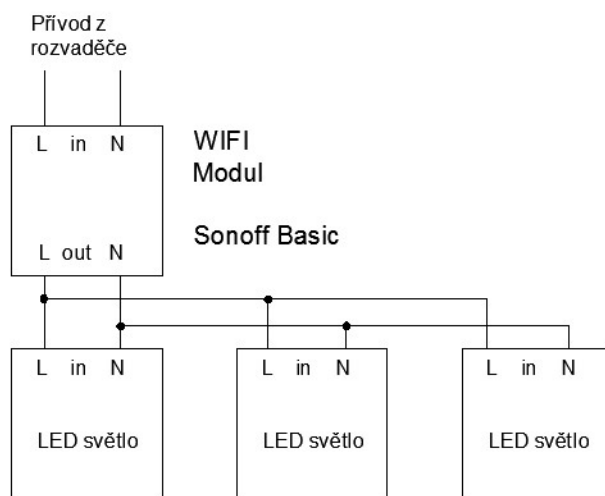 Přívod z
rozvaděče
L in N
WIFI
Modul
L out N
Sonoff Basic
L in N
L in N
L in N
LED světlo
LED světlo
LED světlo